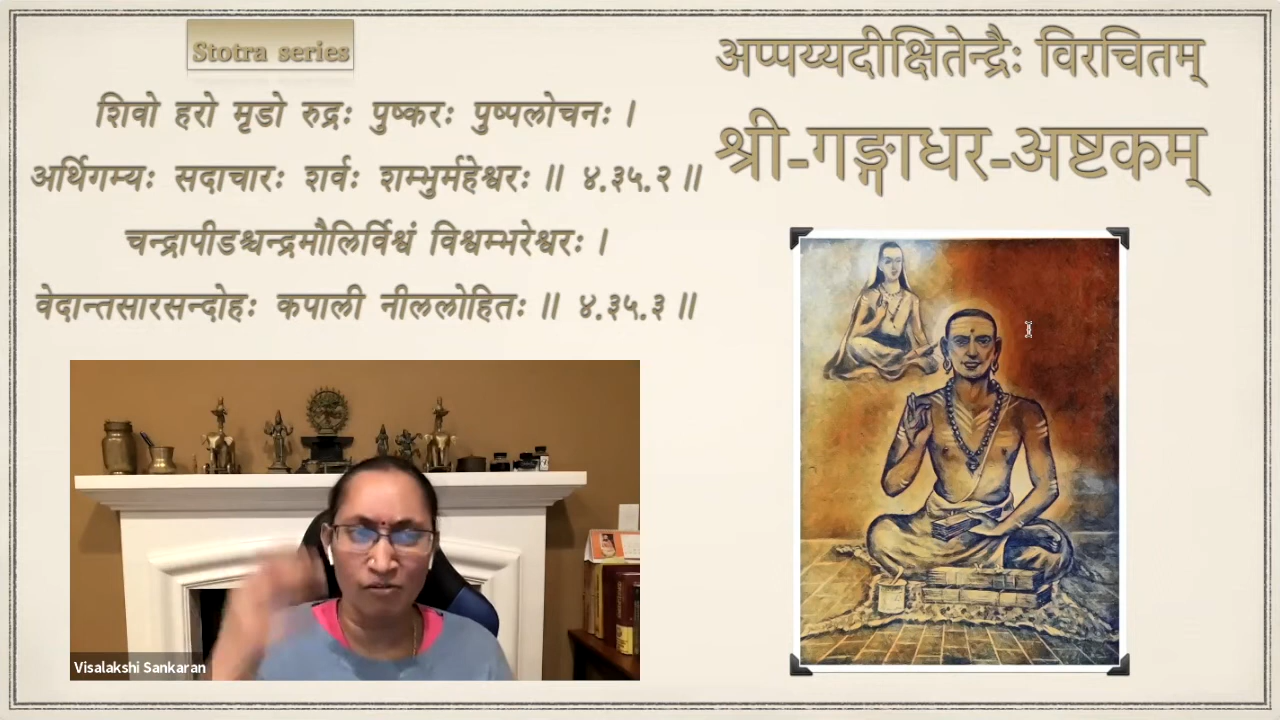 Stotra series
शिवो हरो मृडो रुद्रः पुष्करः पुष्पलोचनः ।
अर्थिगम्यः सदाचारः शर्वः शम्भुर्महेश्वरः ॥ ४.३५.२ ॥
चन्द्रापीडश्चन्द्रमौलिर्विश्वं विश्वम्भरेश्वरः ।
वेदान्तसारसन्दोहः कपाली नीललोहितः ॥ ४.३५.३ ॥
अप्पय्यदीक्षितेन्द्रैः विरचितम्
श्री-गङ्गाधर-अष्टकम्
Visalakshi Sankaran